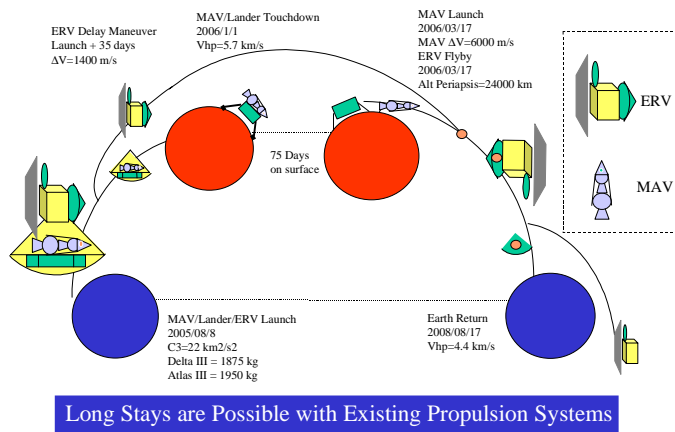 ERV Delay Maneuver
Launch + 35 days
ΔV=1400 m/s
MAV/Lander Touchdown
2006/1/1
Vhp=5.7 km/s
MAV Launch
2006/03/17
MAV ΔV=6000 m/s
ERV Flyby
2006/03/17
Alt Periapsis=24000 km
ERV
MAV
75 Days
on surface
MAV/Lander/ERV Launch
2005/08/8
C3=22 km2/s2
Delta III = 1875 kg
Atlas III = 1950 kg
Earth Return
2008/08/17
Vhp=4.4 km/s
Long Stays are Possible with Existing Propulsion Systems